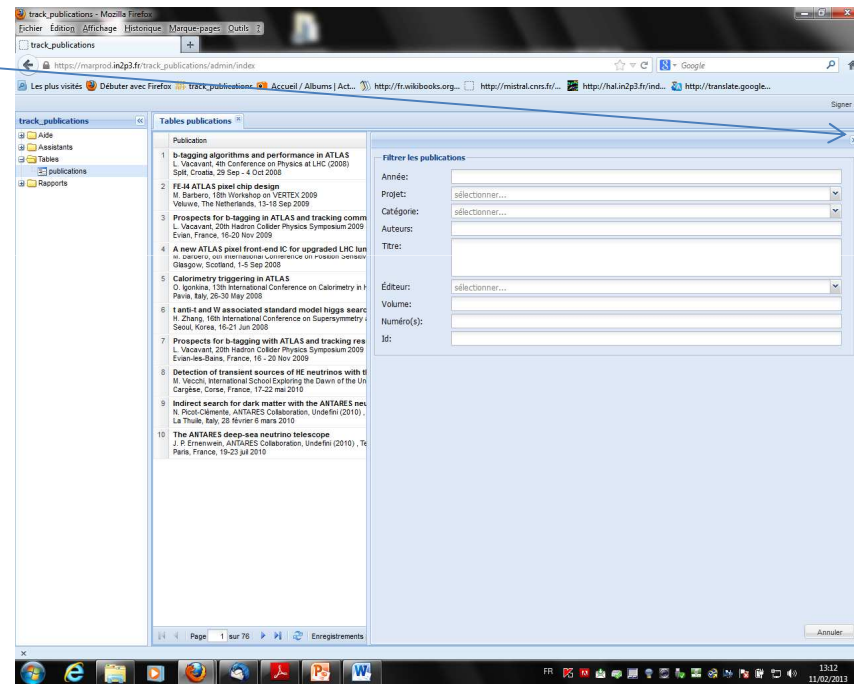 track_publications - Mozilla Firefox
Fichier Édition Affichage Historique Marque-pages Outils ?
track_publications
https://marprod.in2p3.fr/track_publications/admin/index
Google
Les plus visités Débuter avec Firefox track_publications Accueil / Albums | Act... http://fr.wikibooks.org... http://mistral.cnrs.fr/... http://hal.in2p3.fr/ind... http://translate.google...
Signer
track_publications
Tables publications
Aide
Assistants
Tables
publications
Rapports
Publication
1 b-tagging algorithms and performance in ATLAS
L. Vacavant, 4th Conference on Physics at LHC (2008)
Split, Croatia, 29 Sep - 4 Oct 2008
2 FE-I4 ATLAS pixel chip design
M. Barbero, 18th Workshop on VERTEX 2009
Veluwe, The Netherlands, 13-18 Sep 2009
3 Prospects for b-tagging in ATLAS and tracking comm
L. Vacavant, 20th Hadron Collider Physics Symposium 2009
Evian, France, 16-20 Nov 2009
4 A new ATLAS pixel front-end IC for upgraded LHC lum
M. Barbero, 8th International Conference on Position Sensitiv
Glasgow, Scotland, 1-5 Sep 2008
5 Calorimetry triggering in ATLAS
O. Igonkina, 13th International Conference on Calorimetry in H
Pavia, Italy, 26-30 May 2008
6 t anti-t and W associated standard model higgs searc
H. Zhang, 16th International Conference on Supersymmetry
Seoul, Korea, 16-21 Jun 2008
7 Prospects for b-tagging with ATLAS and tracking res
L. Vacavant, 20th Hadron Collider Physics Symposium 2009
Evian-les-Bains, France, 16 - 20 Nov 2009
8 Detection of transient sources of HE neutrinos with t
M. Vecchi, International School Exploring the Dawn of the Un
Cargèse, Corse, France, 17-22 mai 2010
9 Indirect search for dark matter with the ANTARES neu
N. Picot-Clémente, ANTARES Collaboration, Undefini (2010) ,
La Thuile, Italy, 28 février 6 mars 2010
10 The ANTARES deep-sea neutrino telescope
J. P. Ernenwein, ANTARES Collaboration, Undefini (2010) , Te
Paris, France, 19-23 juil 2010
Filtrer les publications
Année:
Projet: sélectionner...
Catégorie: sélectionner...
Auteurs:
Titre:
Éditeur: sélectionner...
Volume:
Numéro(s):
Id:
Page 1 sur 76 Enregistrements
Annuler
FR 13:12
11/02/2013